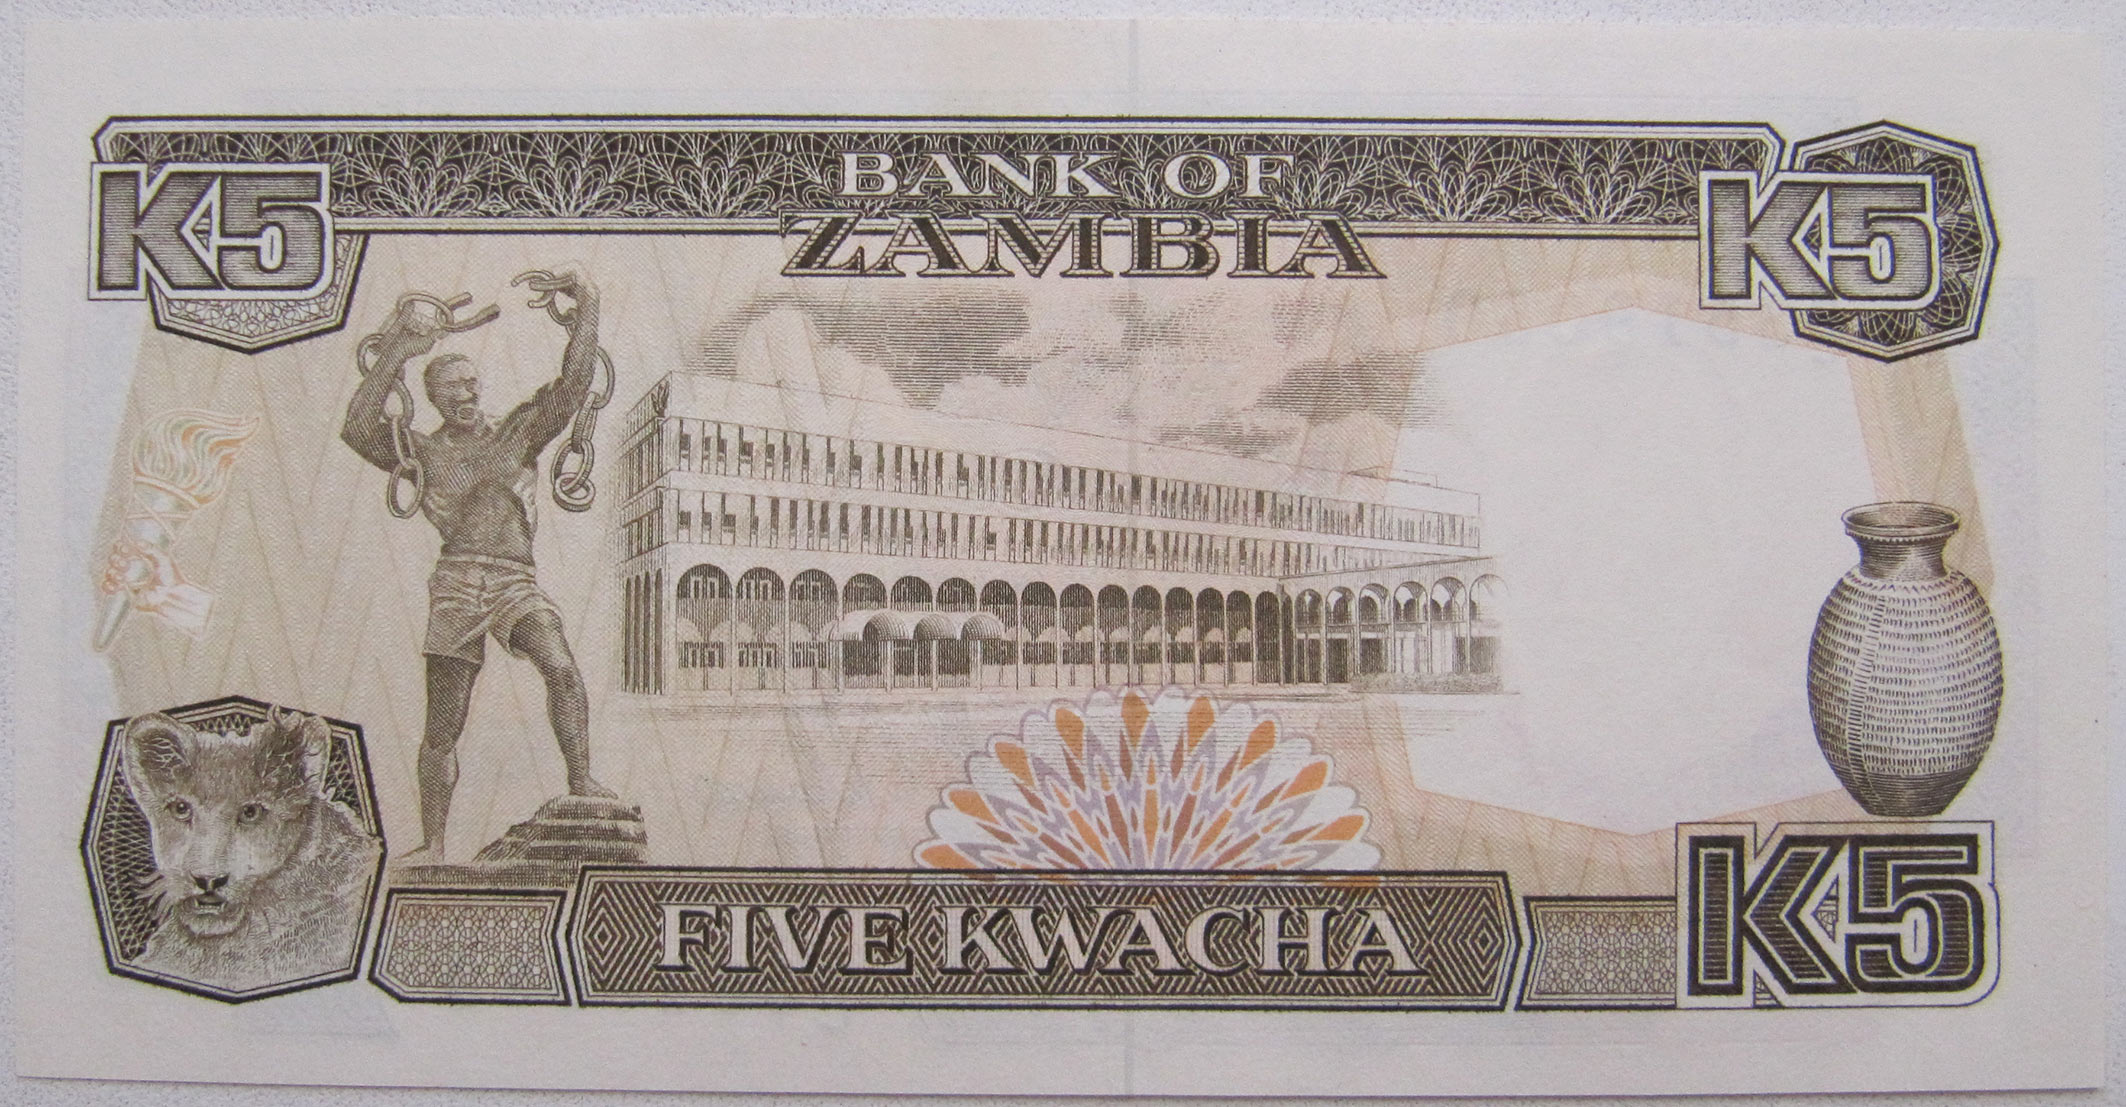 BANK OF
ZAMBIA
K5
K5
FIVE KWACHA
K5